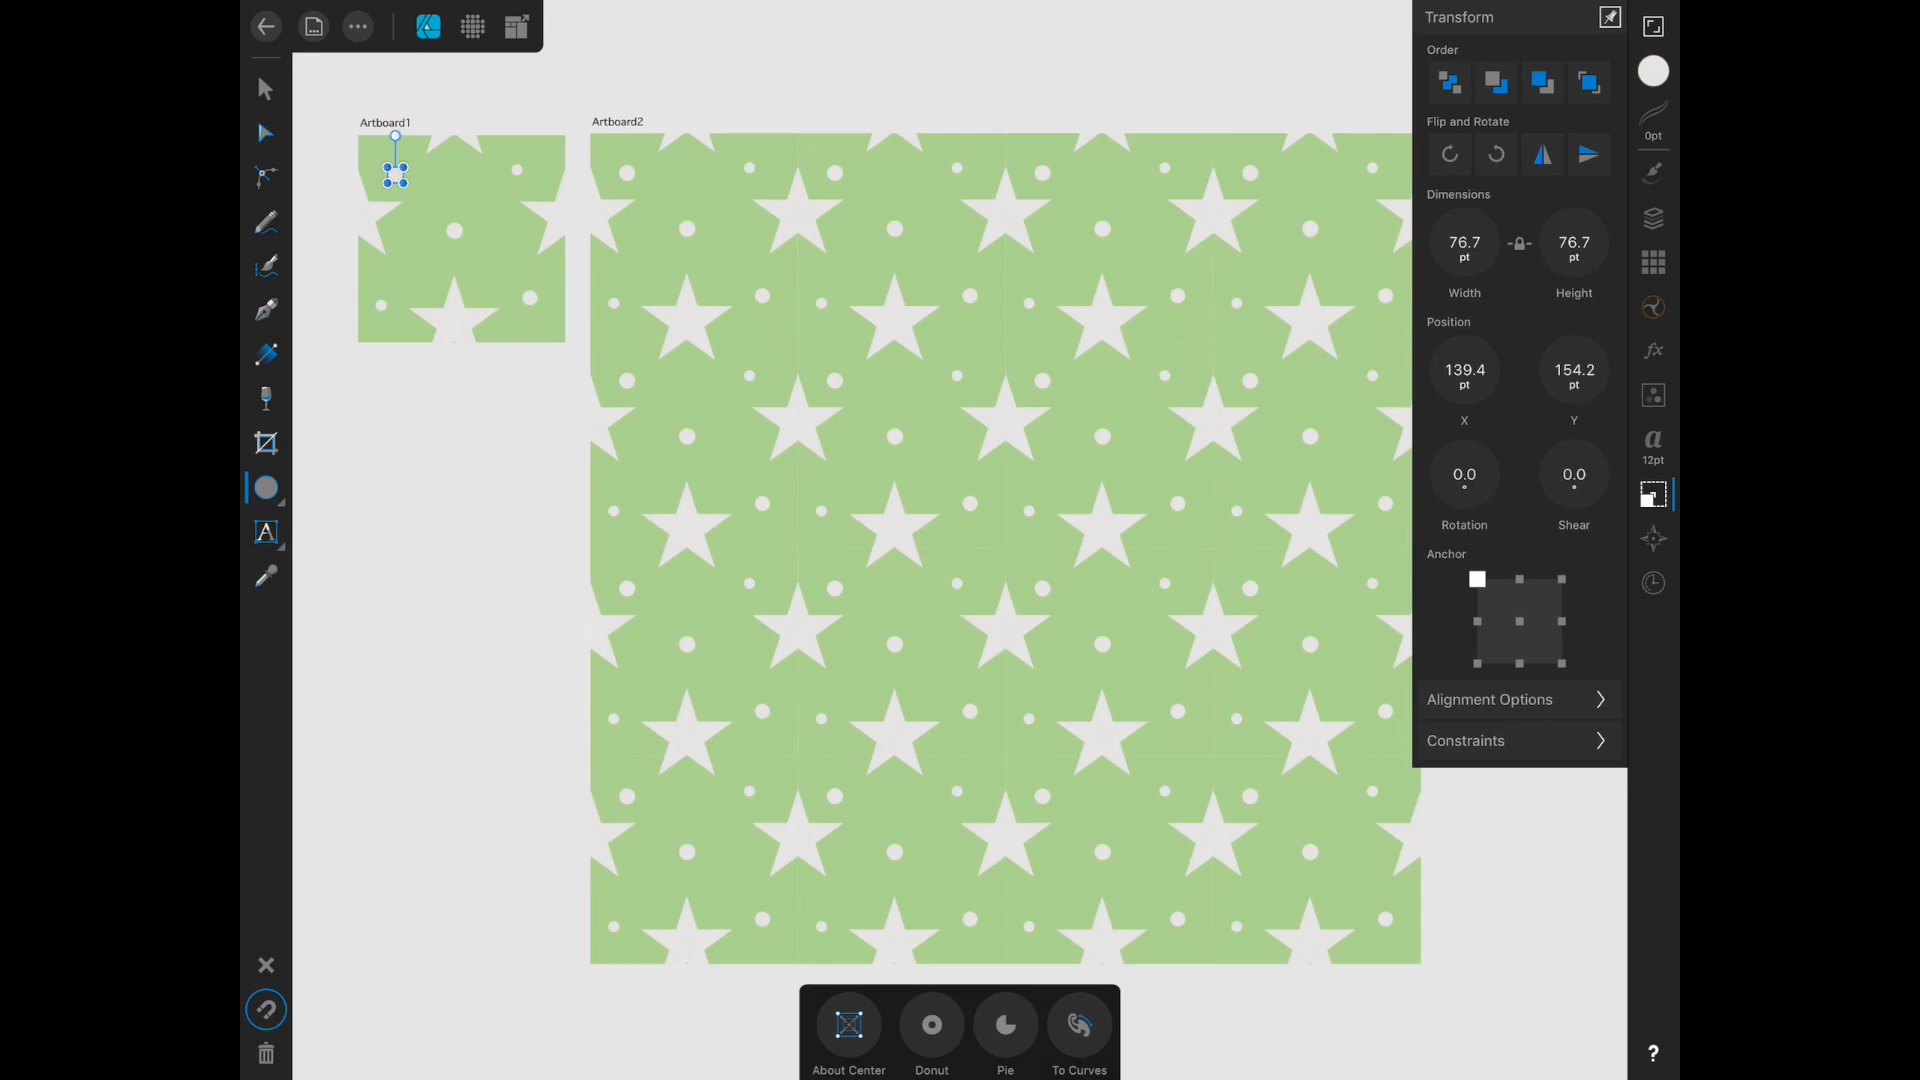 Transform
Order
Artboard1
Artboard2
Flip and Rotate
0pt
Dimensions
76.7
pt
76.7
pt
Width
Height
Position
fx
139.4
pt
154.2
pt
X
Y
a
12pt
0.0
°
0.0
°
Rotation
Shear
A
Anchor
Alignment Options
Constraints
About Center
Donut
Pie
To Curves
?